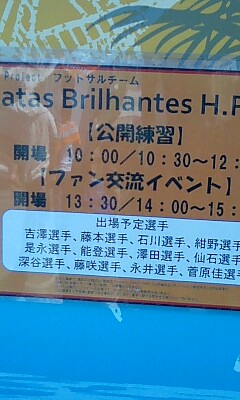 Project フットサルチーム
atas Brilhantes H.P
【公開練習】
開場 10：00/10：30～12：
【ファン交流イベント】
開場 13：30/14：00～15：
出場予定選手
吉澤選手、藤本選手、石川選手、紺野選手
是永選手、能登選手、澤田選手、仙石選手
深谷選手、藤咲選手、永井選手、菅原佳選手